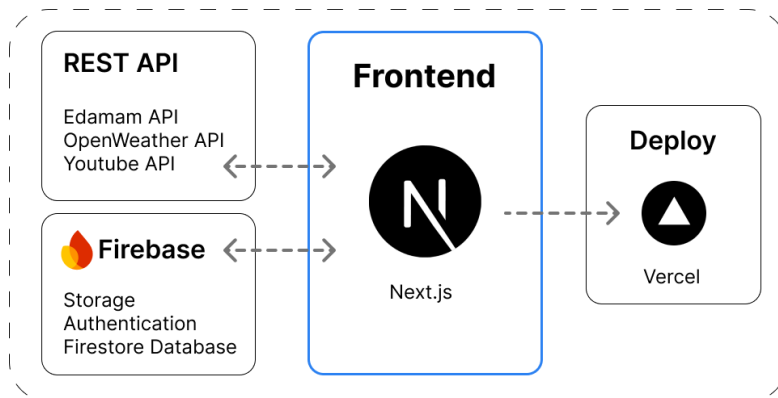 REST API
Edamam API
OpenWeather API
Youtube API
Firebase
Storage
Authentication
Firestore Database
Frontend
Next.js
Deploy
Vercel